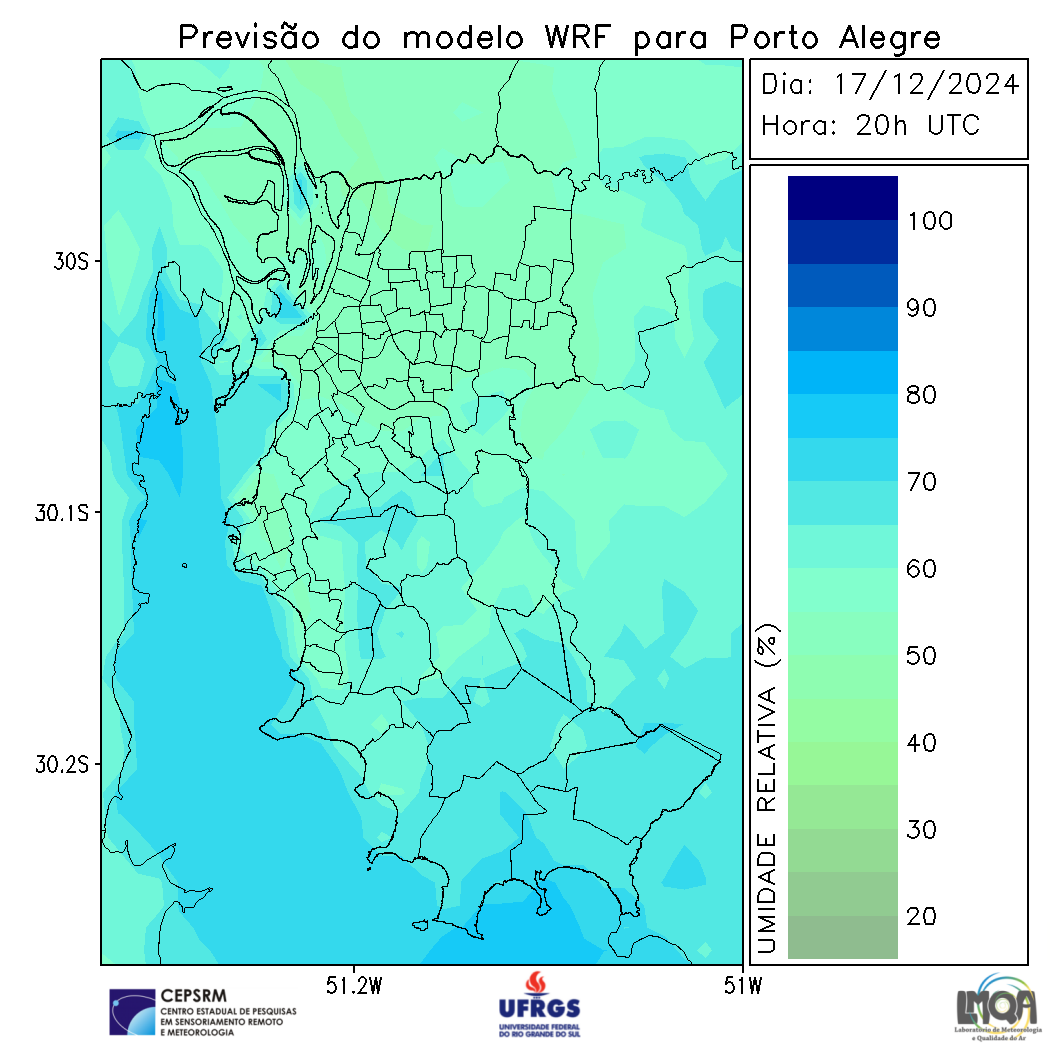 Previsão do modelo WRF para Porto Alegre
Dia: 17/12/2024
Hora: 20h UTC
30S
30.1S
30.2S
51.2W
51W
UMIDADE RELATIVA (%)
100
90
80
70
60
50
40
30
20
CEPSRM
CENTRO ESTADUAL DE PESQUISAS
EM SENSORIAMENTO REMOTO
E METEOROLOGIA
UFRGS
UNIVERSIDADE FEDERAL
DO RIO GRANDE DO SUL
LMQA
Laboratório de Meteorologia
e Qualidade do Ar